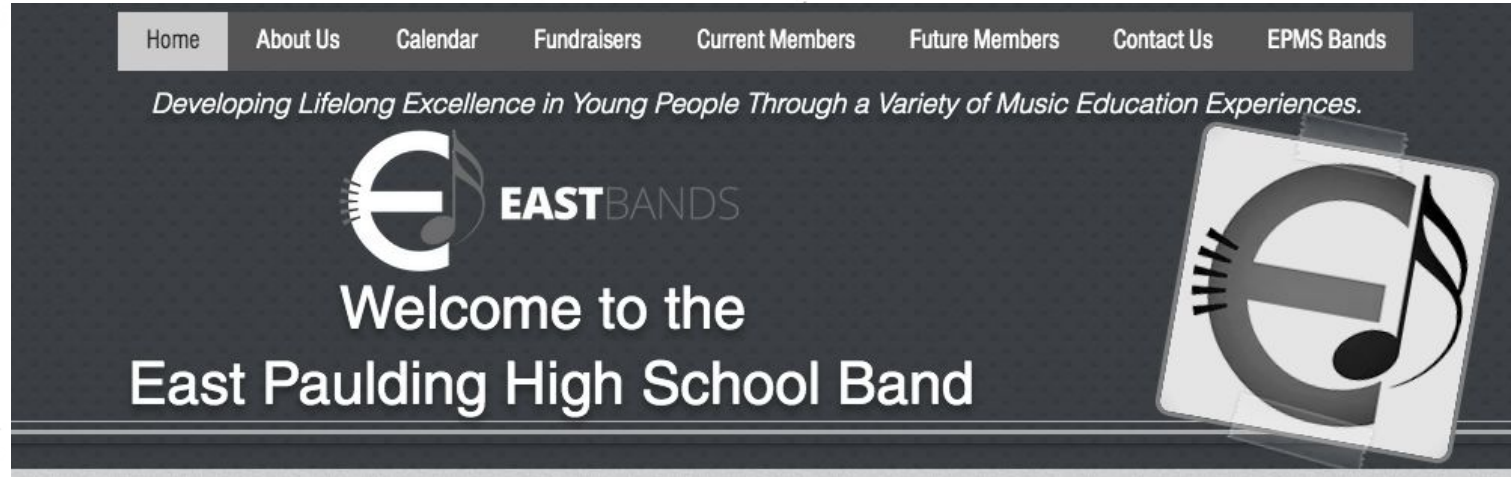 Home About Us Calendar Fundraisers Current Members Future Members Contact Us EPMS Bands
Developing Lifelong Excellence in Young People Through a Variety of Music Education Experiences.
EASTBANDS
Welcome to the
East Paulding High School Band